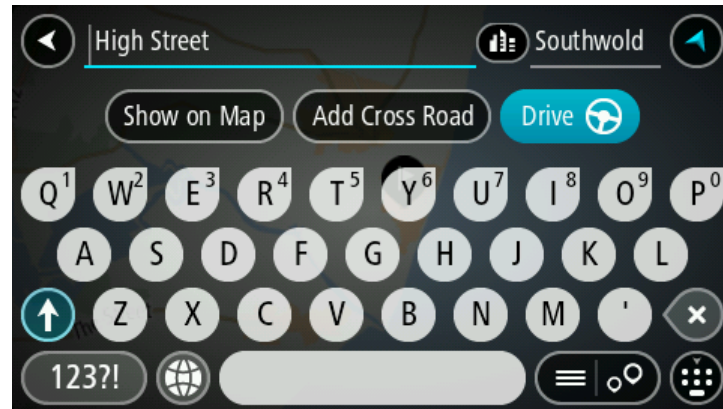 High Street Southwold
Show on Map Add Cross Road Drive
Q1 W2 E3 R4 T5 Y6 U7 I8 O9 P0
A S D F G H J K L
Z X C V B N M '
123?!